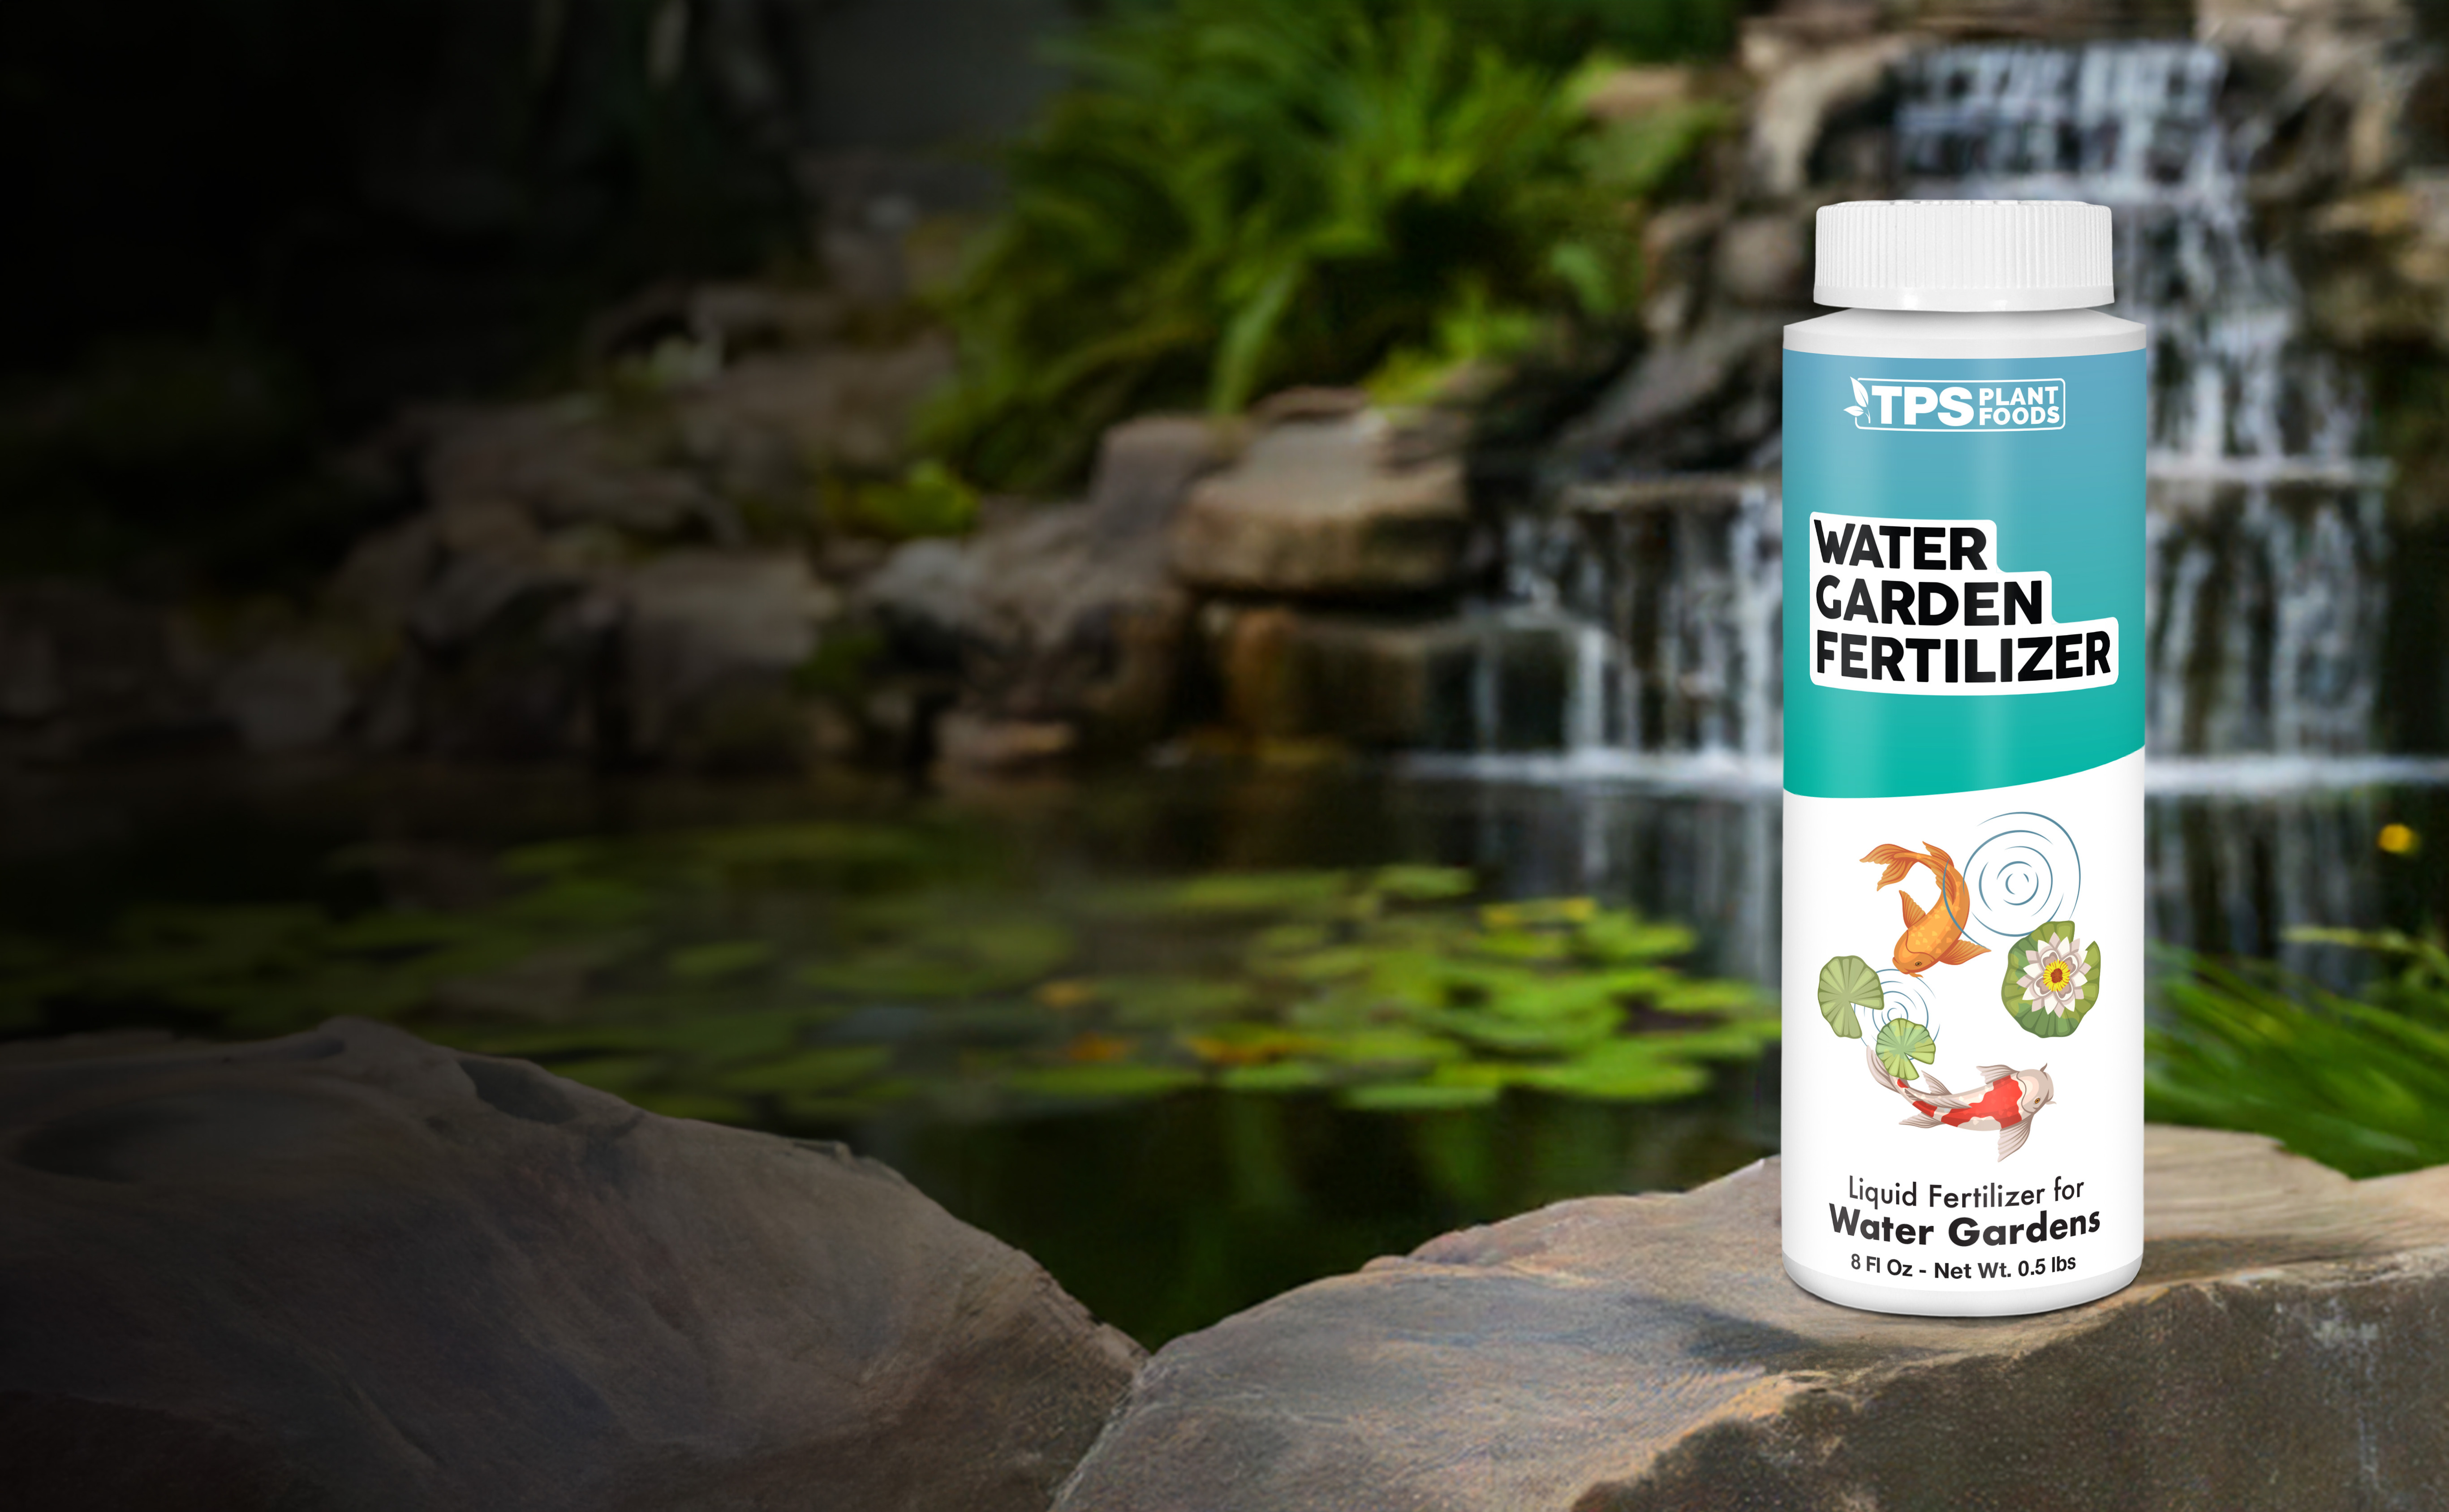 TPS PLANT FOODS
WATER
GARDEN
FERTILIZER
Liquid Fertilizer for
Water Gardens
8 Fl Oz - Net Wt. 0.5 lbs